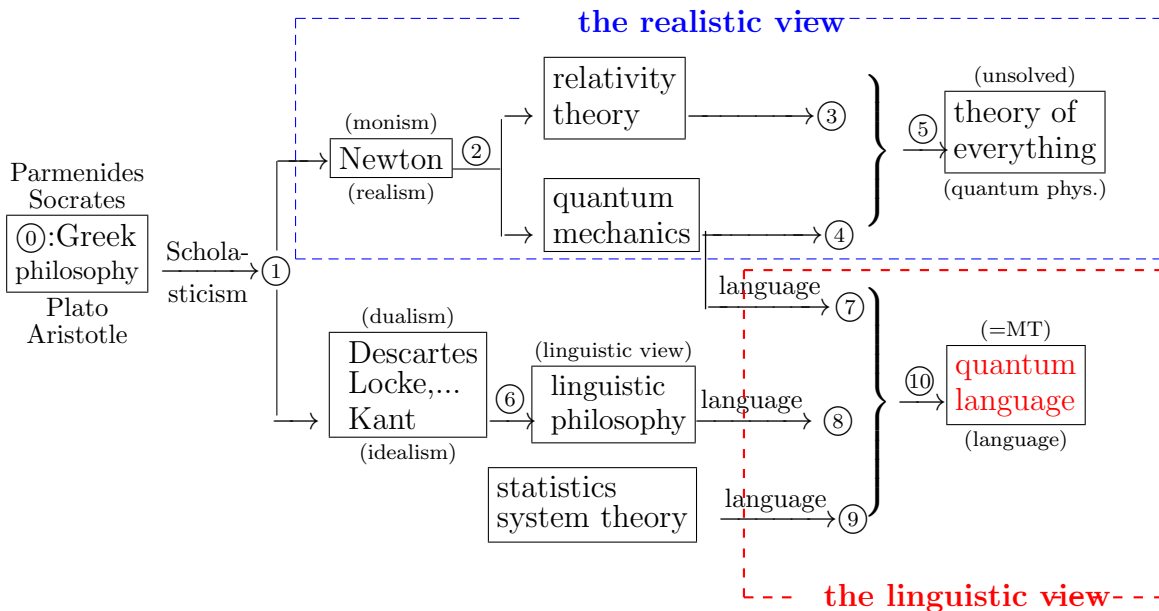 the realistic view
Parmenides
Socrates
⓪:Greek
philosophy
Plato
Aristotle
Schola-
sticism
①
(monism)
Newton
(realism)
②
relativity
theory
③
quantum
mechanics
④
⑤
(unsolved)
theory of
everything
(quantum phys.)
language
⑦
(dualism)
Descartes
Locke,...
Kant
(idealism)
⑥
(linguistic view)
linguistic
philosophy
language
⑧
statistics
system theory
language
⑨
⑩
(=MT)
quantum
language
(language)
the linguistic view